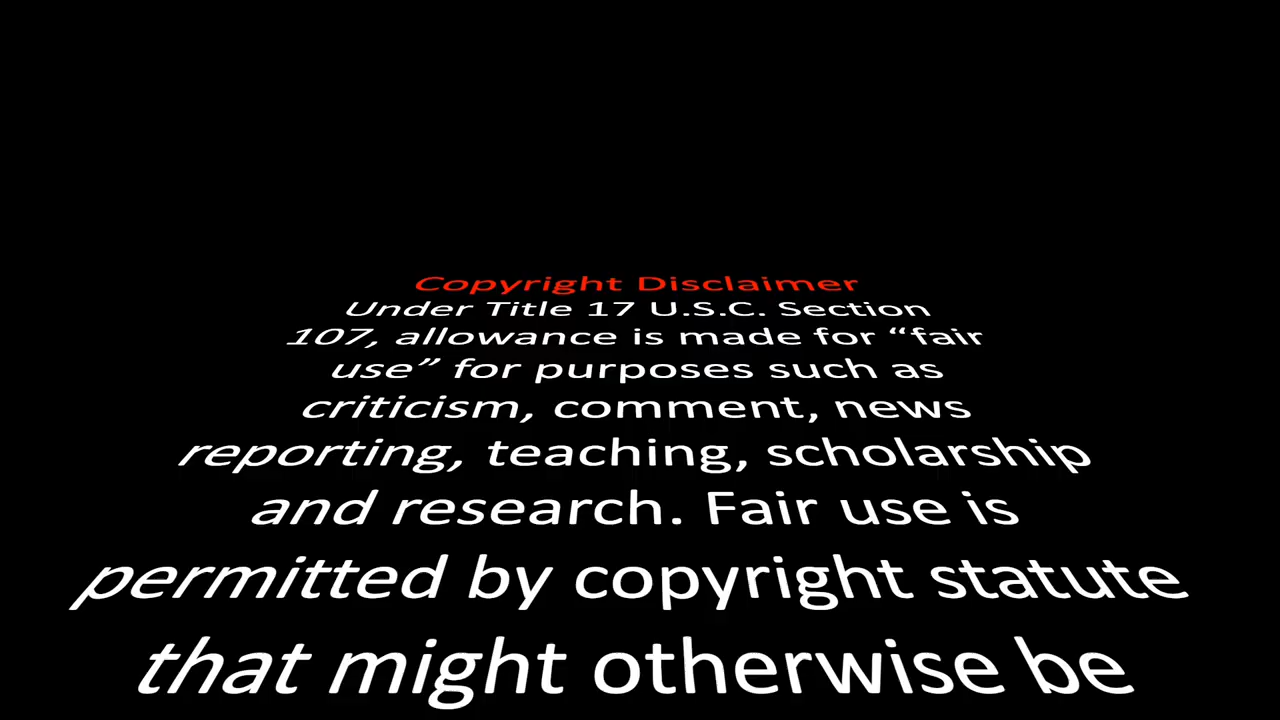 Copyright Disclaimer
Under Title 17 U.S.C. Section
107, allowance is made for “fair
use” for purposes such as
criticism, comment, news
reporting, teaching, scholarship
and research. Fair use is
permitted by copyright statute
that might otherwise be